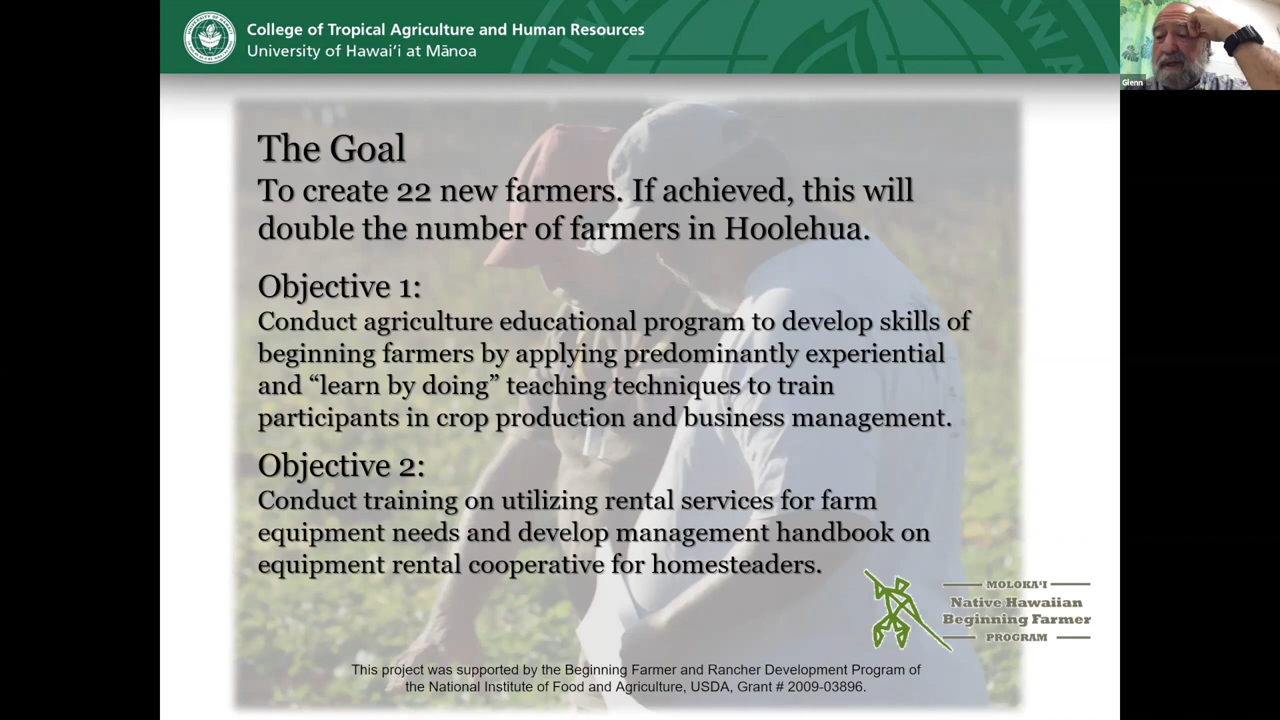 College of Tropical Agriculture and Human Resources
University of Hawai‘i at Mānoa
Glenn
The Goal
To create 22 new farmers. If achieved, this will
double the number of farmers in Hoolehua.
Objective 1:
Conduct agriculture educational program to develop skills of
beginning farmers by applying predominantly experiential
and “learn by doing” teaching techniques to train
participants in crop production and business management.
Objective 2:
Conduct training on utilizing rental services for farm
equipment needs and develop management handbook on
equipment rental cooperative for homesteaders.
MOLOKA‘I
Native Hawaiian
Beginning Farmer
PROGRAM
This project was supported by the Beginning Farmer and Rancher Development Program of
the National Institute of Food and Agriculture, USDA, Grant # 2009-03896.